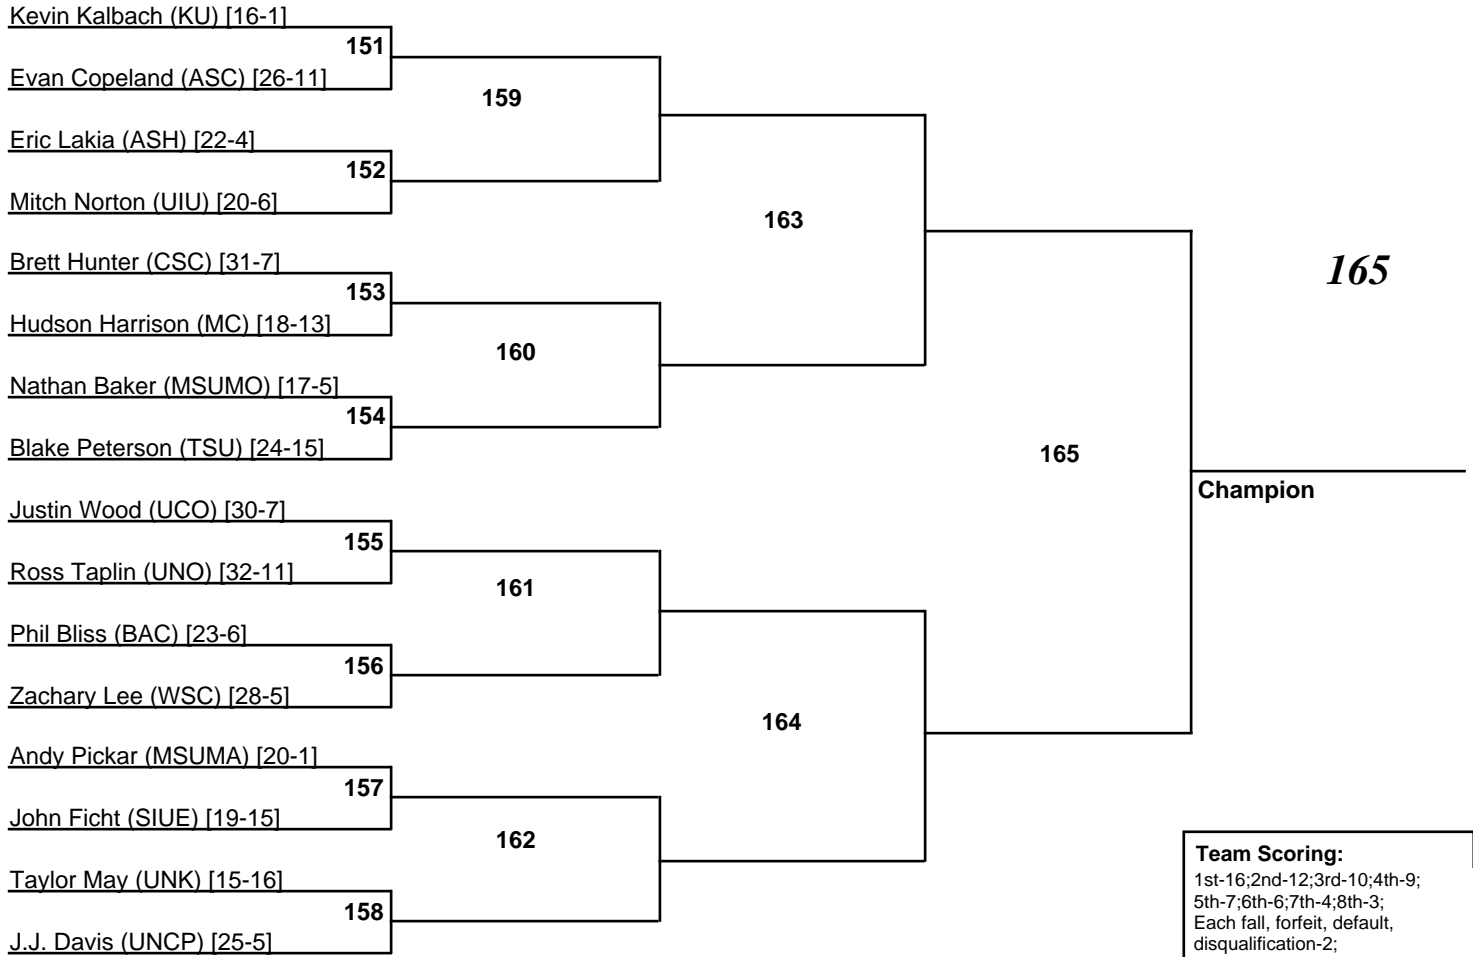 Kevin Kalbach (KU) [16-1]
151
Evan Copeland (ASC) [26-11]
159
Eric Lakia (ASH) [22-4]
152
Mitch Norton (UIU) [20-6]
163
Brett Hunter (CSC) [31-7]
165
153
Hudson Harrison (MC) [18-13]
160
Nathan Baker (MSUMO) [17-5]
154
Blake Peterson (TSU) [24-15]
165
Champion
Justin Wood (UCO) [30-7]
155
Ross Taplin (UNO) [32-11]
161
Phil Bliss (BAC) [23-6]
156
Zachary Lee (WSC) [28-5]
164
Andy Pickar (MSUMA) [20-1]
157
John Ficht (SIUE) [19-15]
162
Taylor May (UNK) [15-16]
158
J.J. Davis (UNCP) [25-5]
Team Scoring:
1st-16;2nd-12;3rd-10;4th-9;
5th-7;6th-6;7th-4;8th-3;
Each fall, forfeit, default,
disqualification-2;